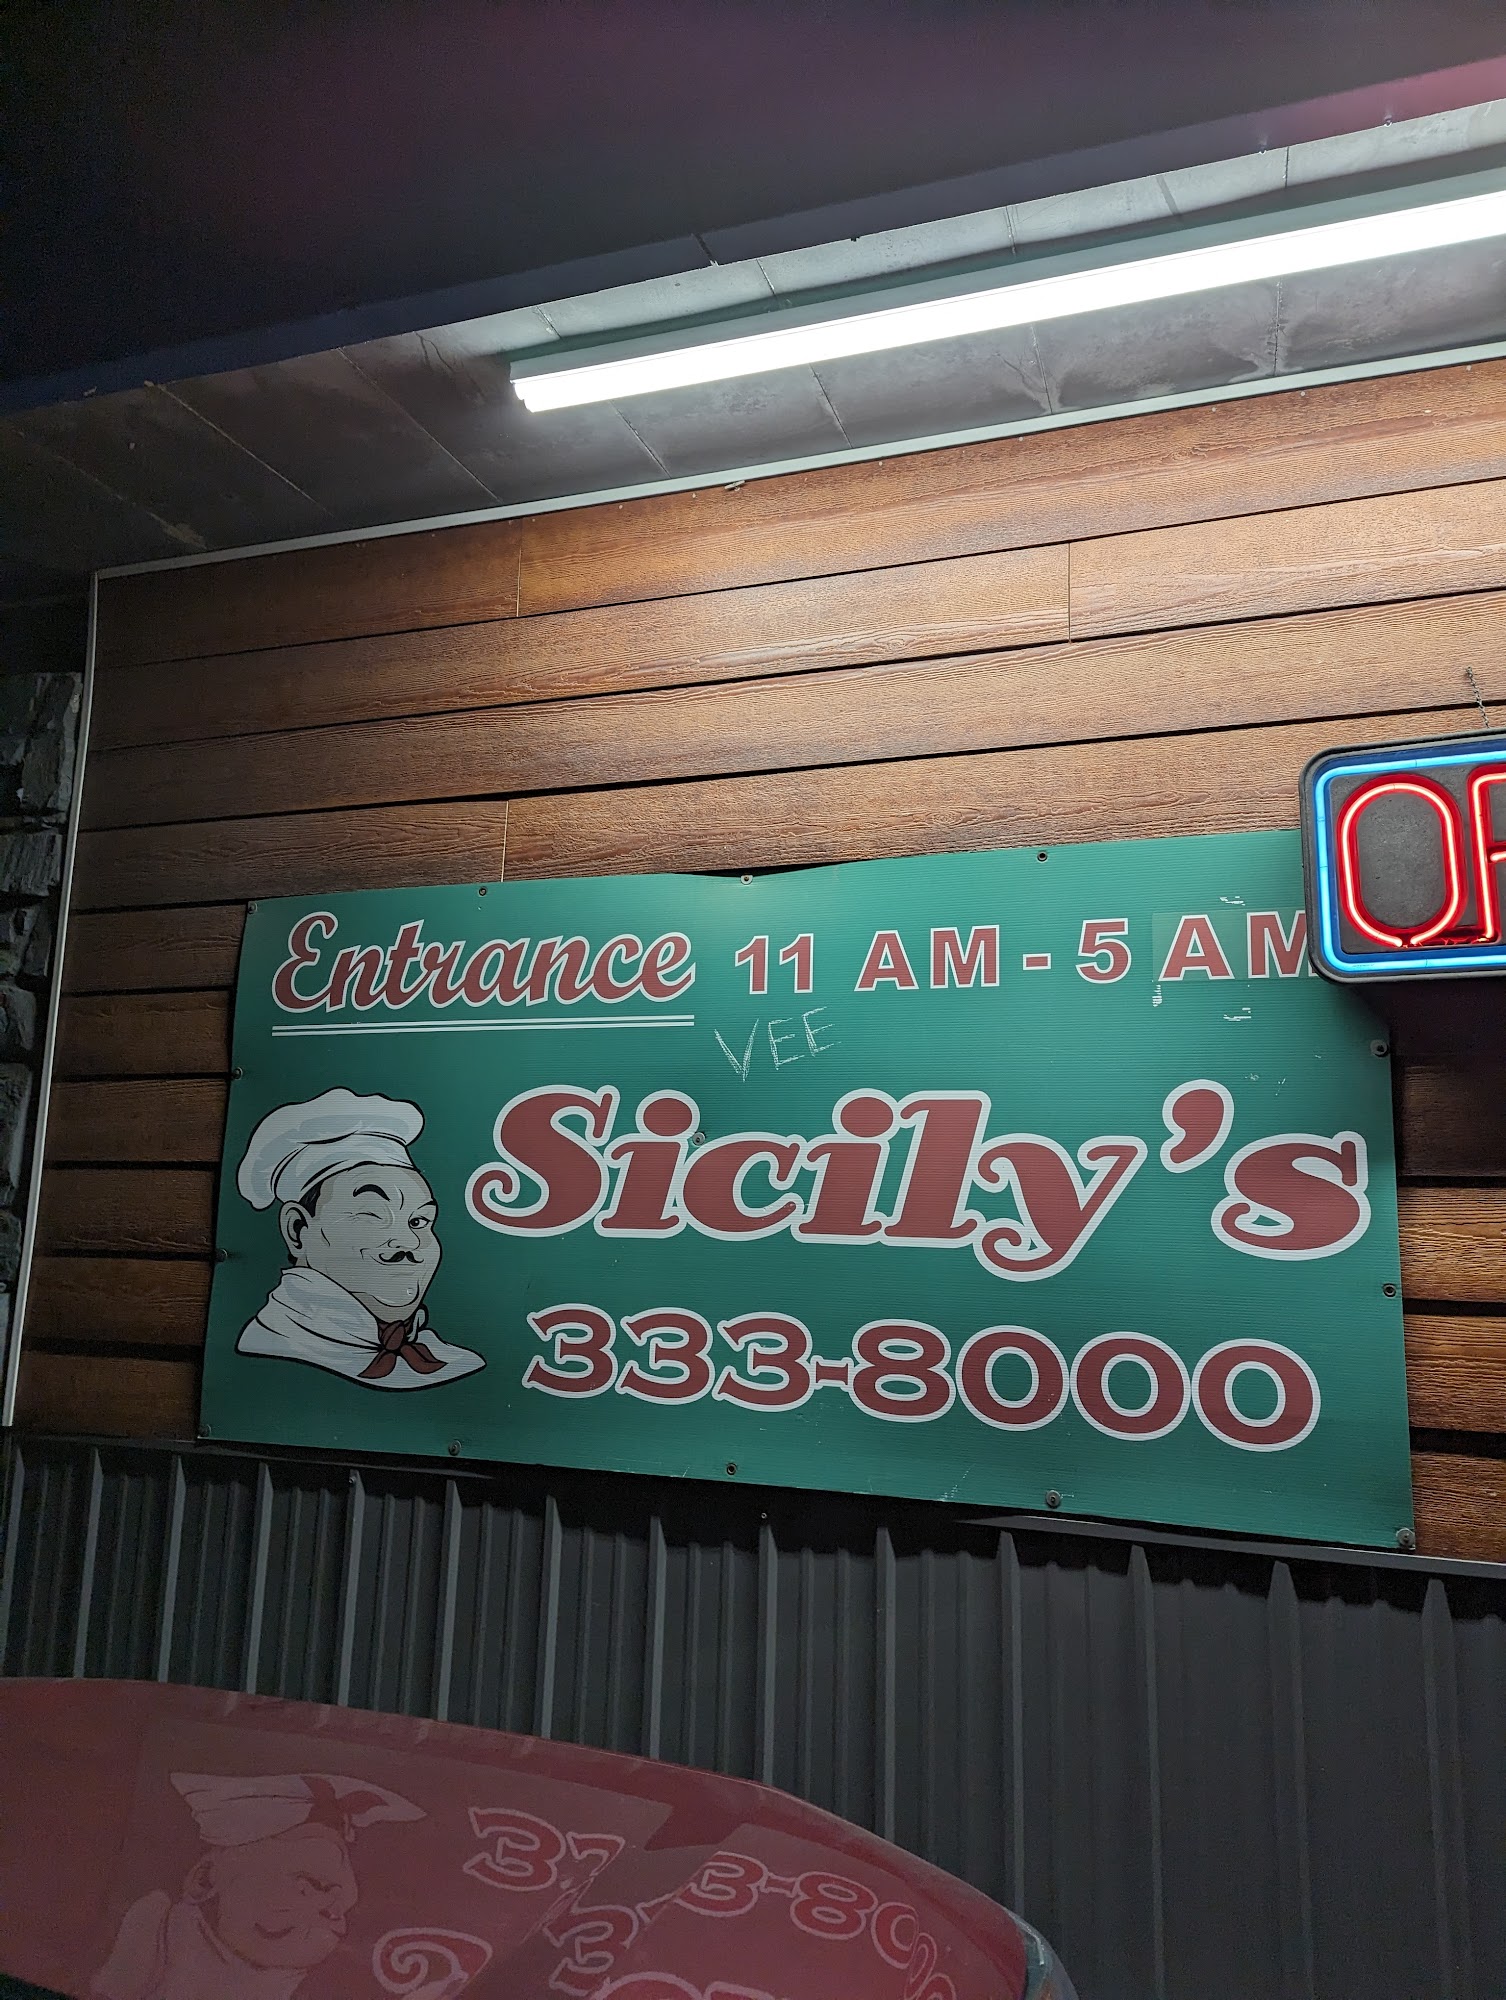 Entrance 11 AM - 5 AM
VEE
Sicily's
333-8000